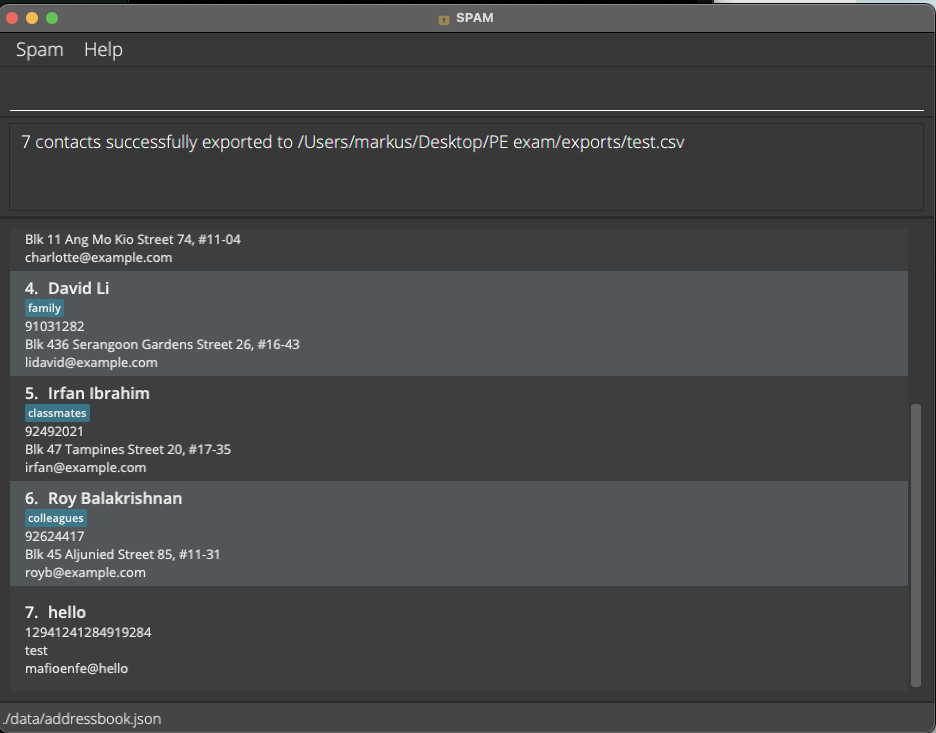 SPAM
Spam Help
7 contacts successfully exported to /Users/markus/Desktop/PE exam/exports/test.csv
Blk 11 Ang Mo Kio Street 74, #11-04
charlotte@example.com
4. David Li
family
91031282
Blk 436 Serangoon Gardens Street 26, #16-43
lidavid@example.com
5. Irfan Ibrahim
classmates
92492021
Blk 47 Tampines Street 20, #17-35
irfan@example.com
6. Roy Balakrishnan
colleagues
92624417
Blk 45 Aljunied Street 85, #11-31
royb@example.com
7. hello
12941241284919284
test
mafioenfe@hello
./data/addressbook.json